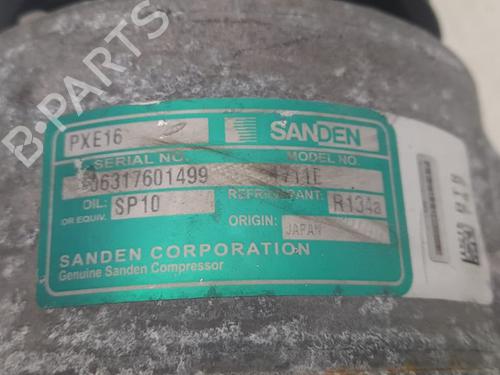 B-PARTS
PXE16
SANDEN
SERIAL NO.
MODEL NO.
06317601499
1711E
OIL:
OR EQUIV.
SP10
REFRIGERANT:
R134a
ORIGIN:
JAPAN
SANDEN CORPORATION
Genuine Sanden Compressor